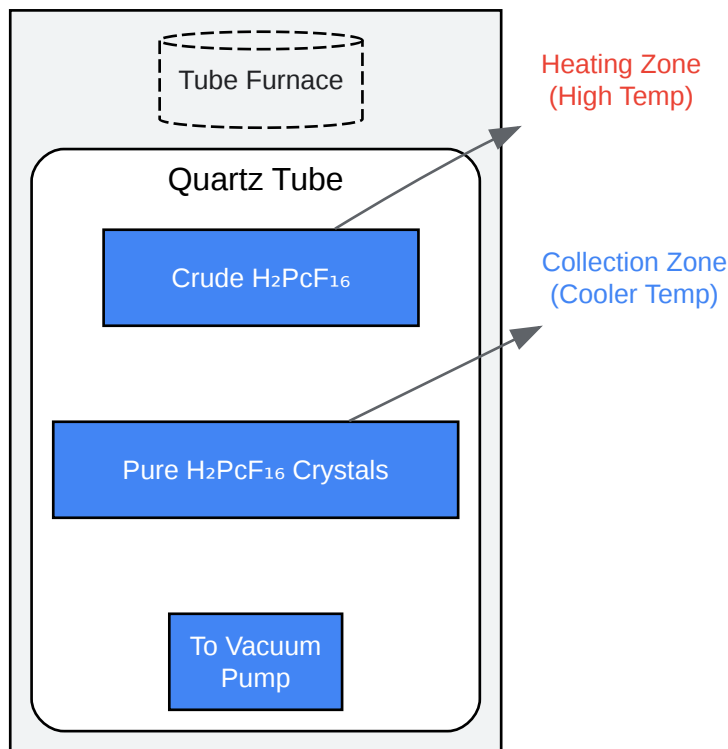 Tube Furnace
Heating Zone
(High Temp)
Quartz Tube
Crude H₂PcF₁₆
Collection Zone
(Cooler Temp)
Pure H₂PcF₁₆ Crystals
To Vacuum
Pump